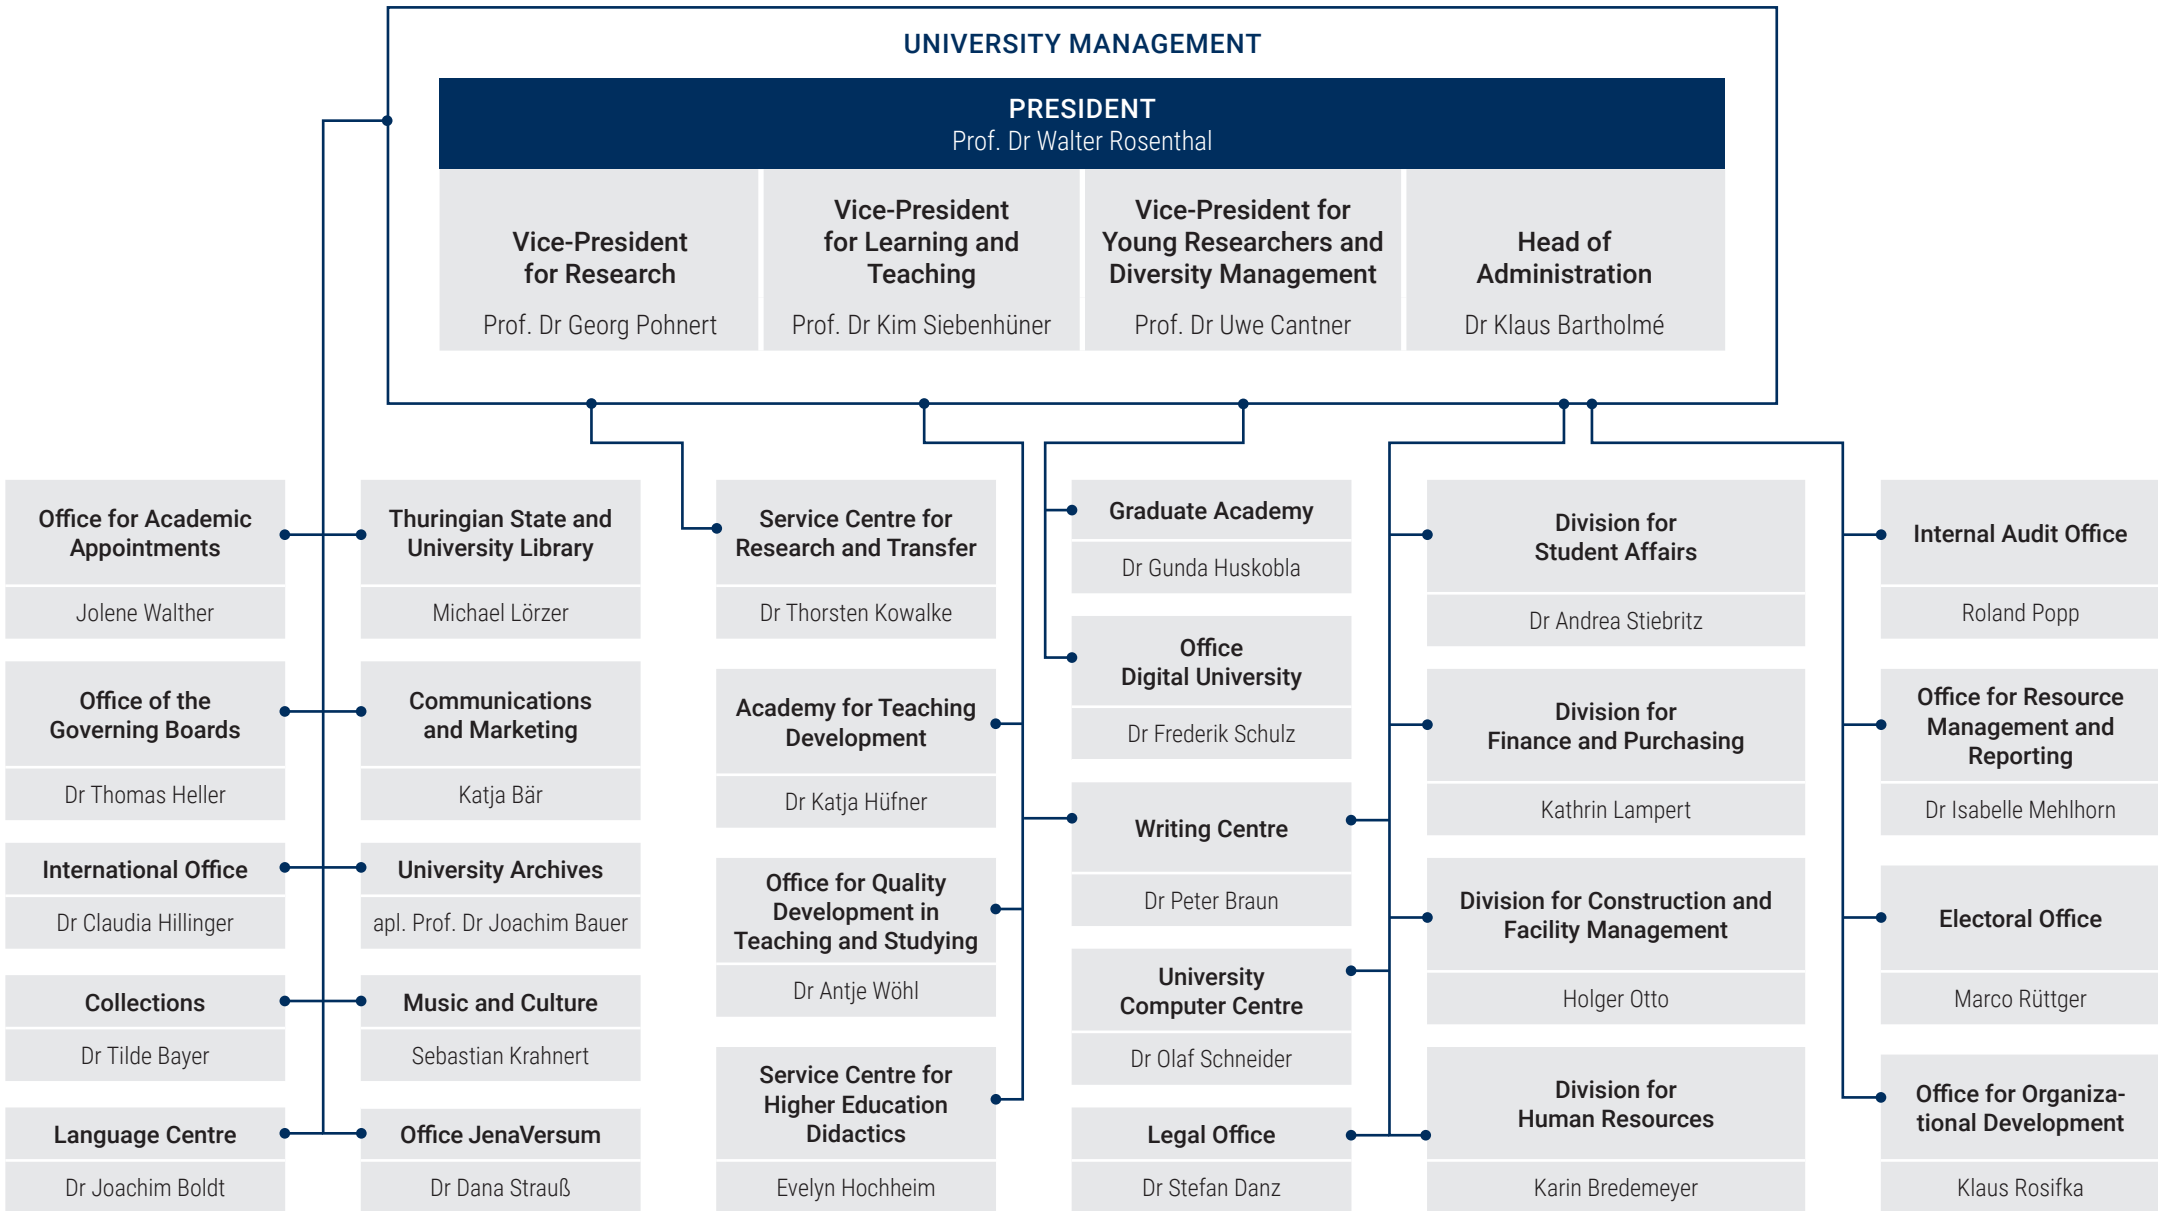 UNIVERSITY MANAGEMENT
PRESIDENT
Prof. Dr Walter Rosenthal
Vice-President
for Research
Prof. Dr Georg Pohnert
Vice-President
for Learning and
Teaching
Prof. Dr Kim Siebenhüner
Vice-President for
Young Researchers and
Diversity Management
Prof. Dr Uwe Cantner
Head of
Administration
Dr Klaus Bartholmé
Office for Academic
Appointments
Jolene Walther
Office of the
Governing Boards
Dr Thomas Heller
International Office
Dr Claudia Hillinger
Collections
Dr Tilde Bayer
Language Centre
Dr Joachim Boldt
Thuringian State and
University Library
Michael Lörzer
Communications
and Marketing
Katja Bär
University Archives
apl. Prof. Dr Joachim Bauer
Music and Culture
Sebastian Krahnert
Office JenaVersum
Dr Dana Strauß
Service Centre for
Research and Transfer
Dr Thorsten Kowalke
Academy for Teaching
Development
Dr Katja Hüfner
Office for Quality
Development in
Teaching and Studying
Dr Antje Wöhl
Service Centre for
Higher Education
Didactics
Evelyn Hochheim
Graduate Academy
Dr Gunda Huskobla
Office
Digital University
Dr Frederik Schulz
Writing Centre
Dr Peter Braun
University
Computer Centre
Dr Olaf Schneider
Legal Office
Dr Stefan Danz
Division for
Student Affairs
Dr Andrea Stiebritz
Division for
Finance and Purchasing
Kathrin Lampert
Division for Construction and
Facility Management
Holger Otto
Division for
Human Resources
Karin Bredemeyer
Internal Audit Office
Roland Popp
Office for Resource
Management and
Reporting
Dr Isabelle Mehlhorn
Electoral Office
Marco Rüttger
Office for Organiza-
tional Development
Klaus Rosifka